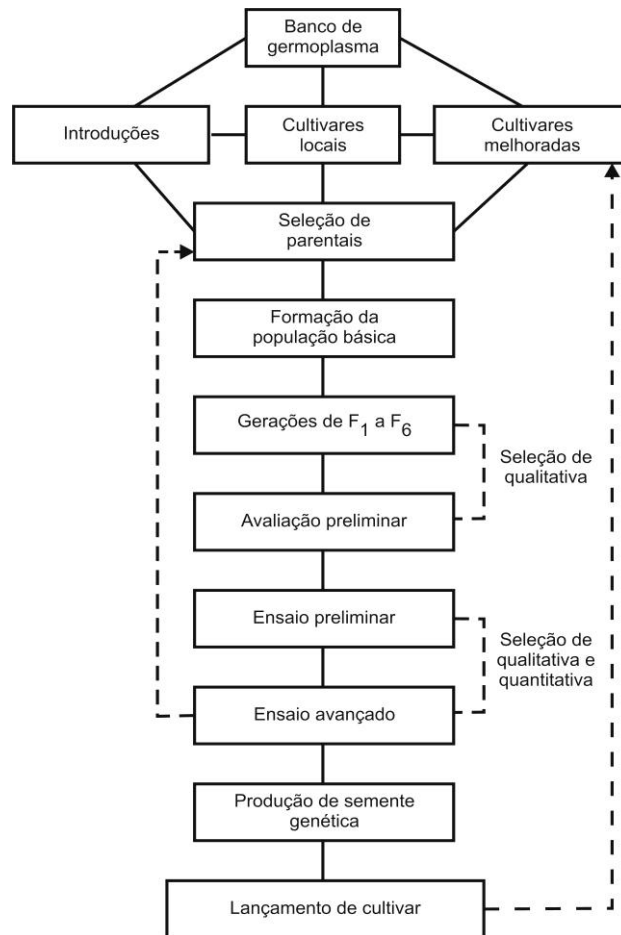 Banco de
germoplasma
Introduções
Cultivares
locais
Cultivares
melhoradas
Seleção de
parentais
Formação da
população básica
Gerações de F1 a F6
Seleção de
qualitativa
Avaliação preliminar
Ensaio preliminar
Seleção de
qualitativa e
quantitativa
Ensaio avançado
Produção de semente
genética
Lançamento de cultivar